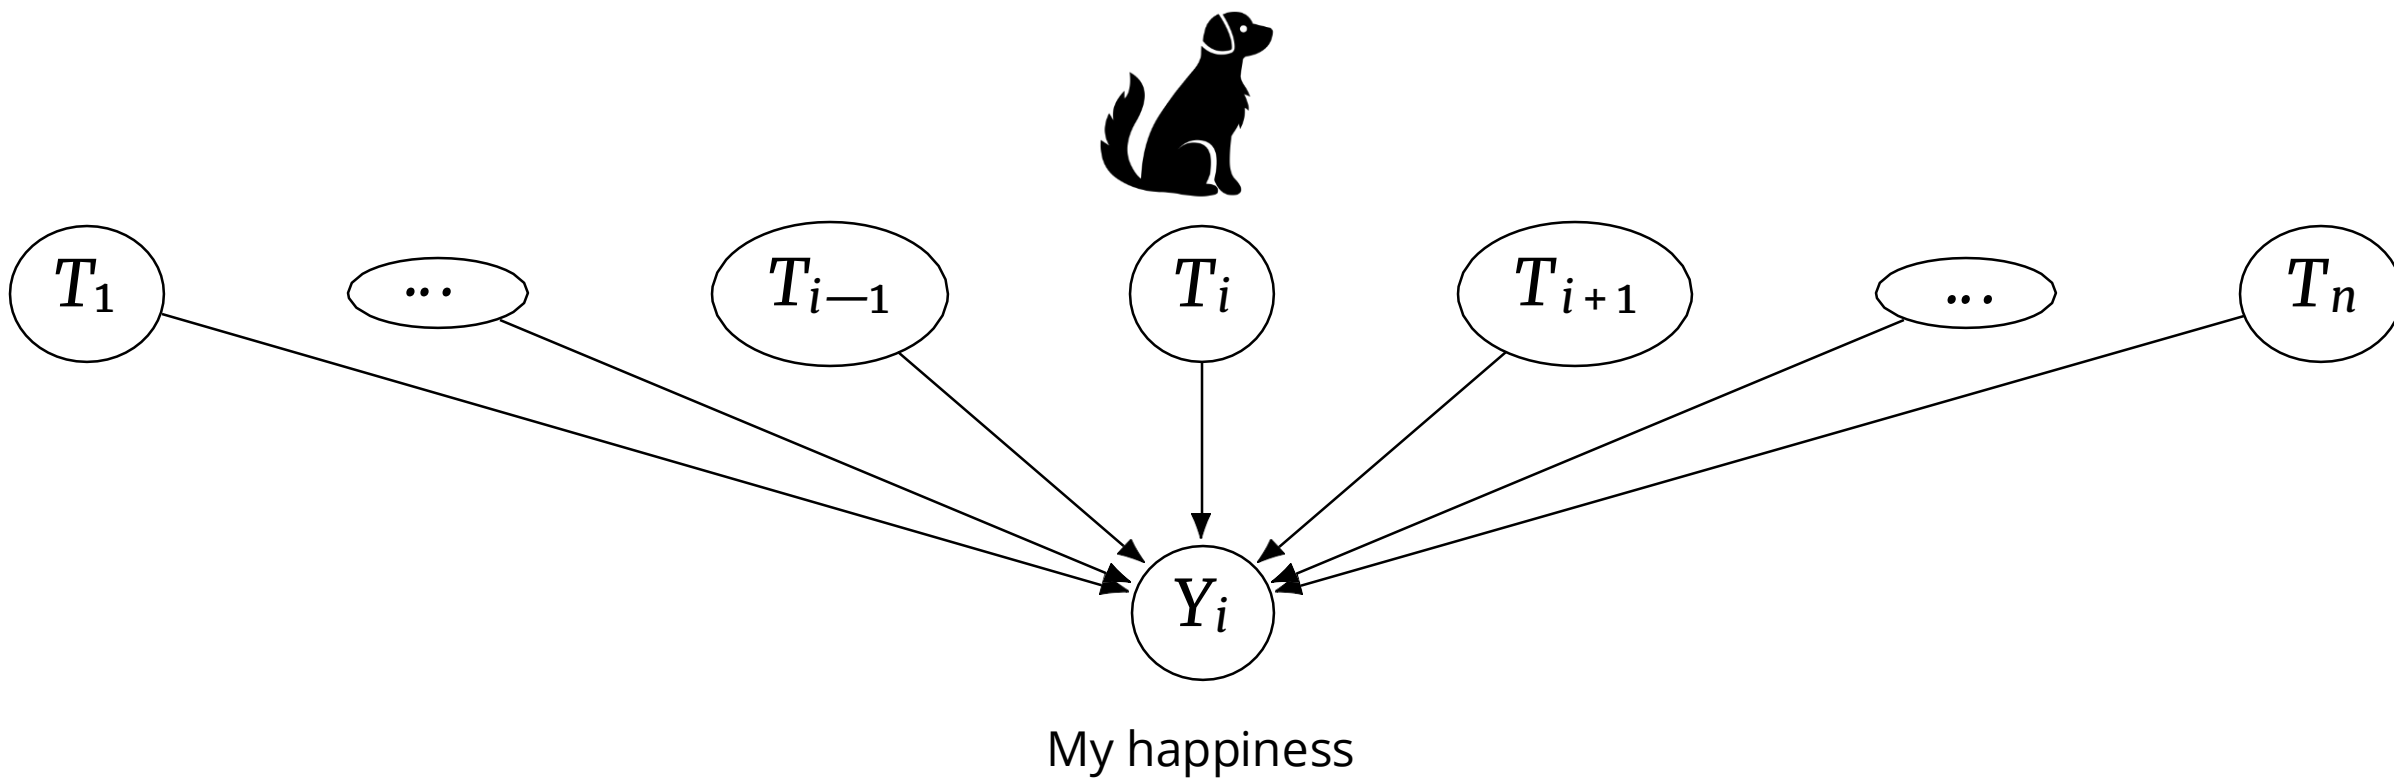 T₁ ... Tᵢ₋₁ Tᵢ Tᵢ₊₁ ... Tₙ
Yᵢ
My happiness